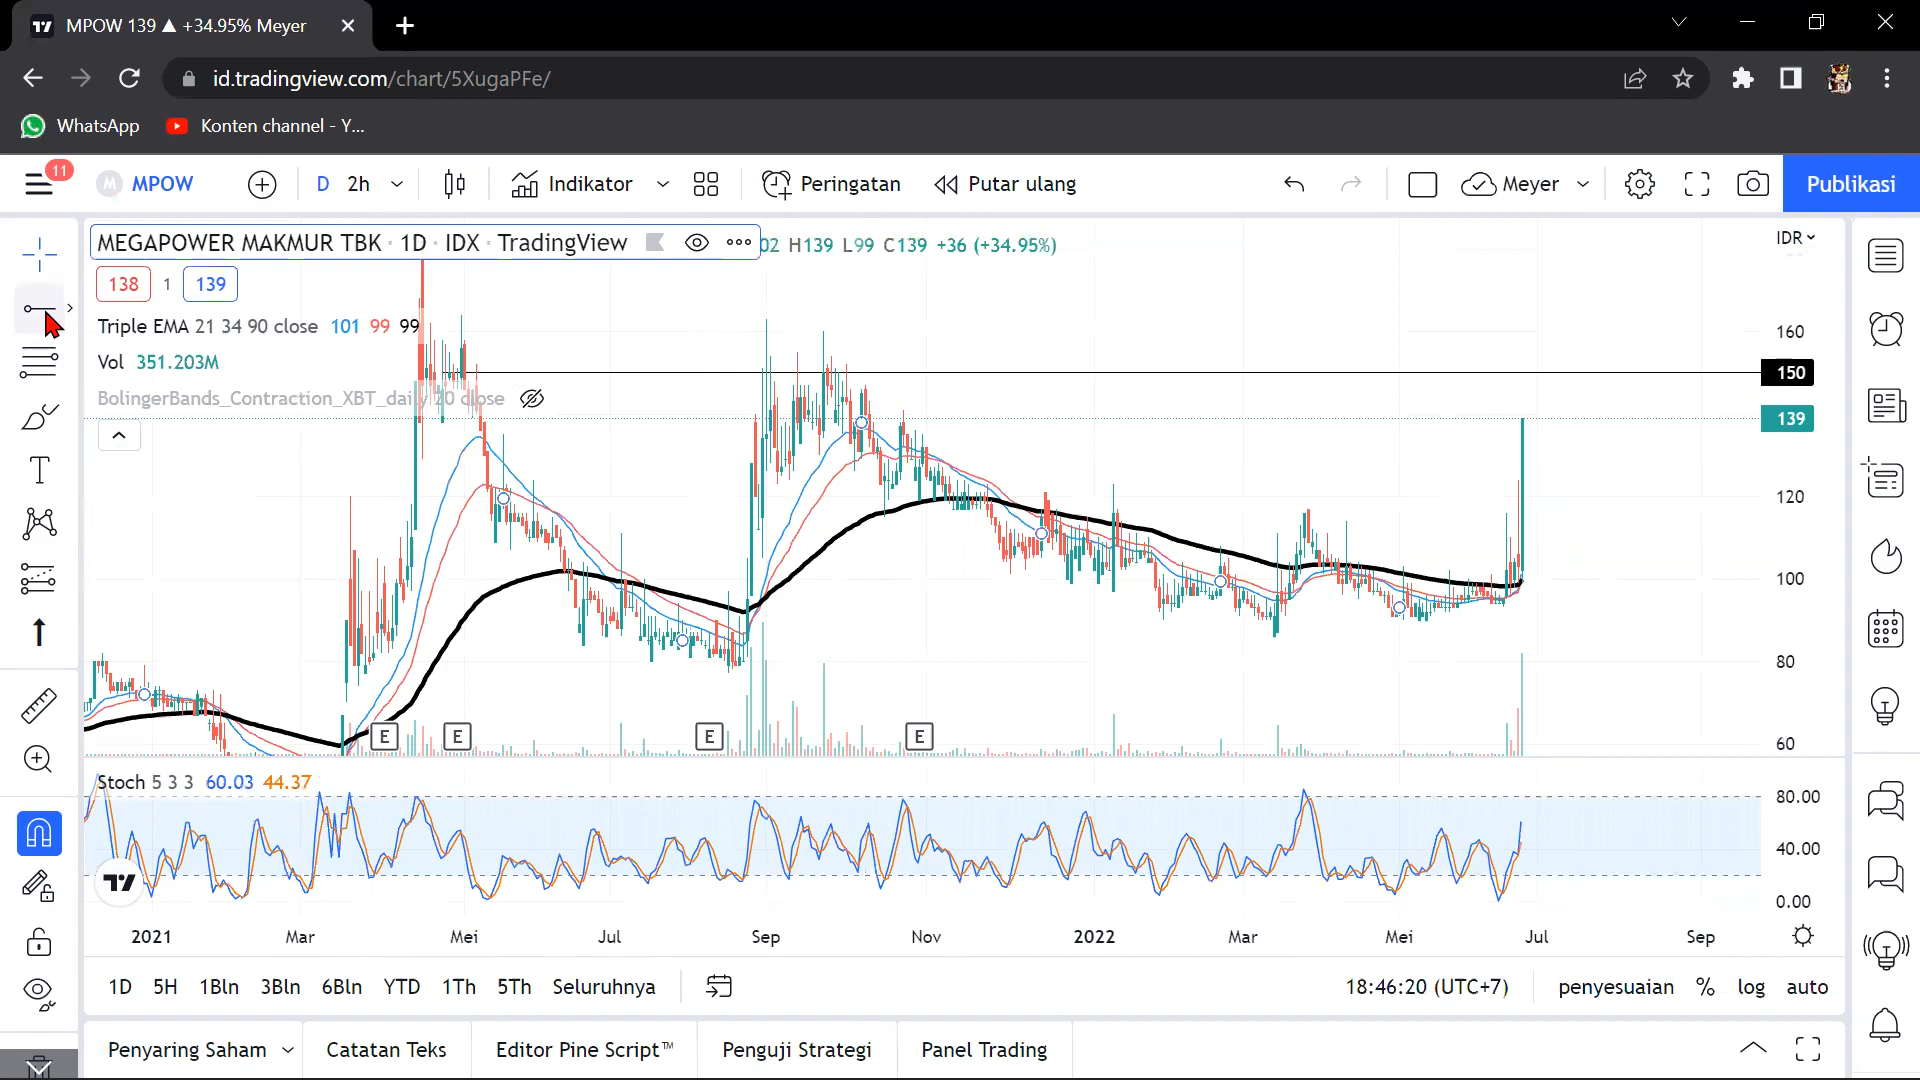 MPOW 139 ▲ +34.95% Meyer
id.tradingview.com/chart/5XugaPFe/
WhatsApp
Konten channel - Y...
11
M MPOW D 2h Indikator Peringatan Putar ulang Meyer Publikasi
MEGAPOWER MAKMUR TBK · 1D · IDX · TradingView 02 H139 L99 C139 +36 (+34.95%)
IDR
138 1 139
Triple EMA 21 34 90 close 101 99 99
Vol 351.203M
BolingerBands_Contraction_XBT_daily 20 close
160
150
139
120
100
80
60
E E E E
Stoch 5 3 3 60.03 44.37
80.00
40.00
0.00
2021 Mar Mei Jul Sep Nov 2022 Mar Mei Jul Sep
1D 5H 1Bln 3Bln 6Bln YTD 1Th 5Th Seluruhnya 18:46:20 (UTC+7) penyesuaian % log auto
Penyaring Saham Catatan Teks Editor Pine Script™ Penguji Strategi Panel Trading